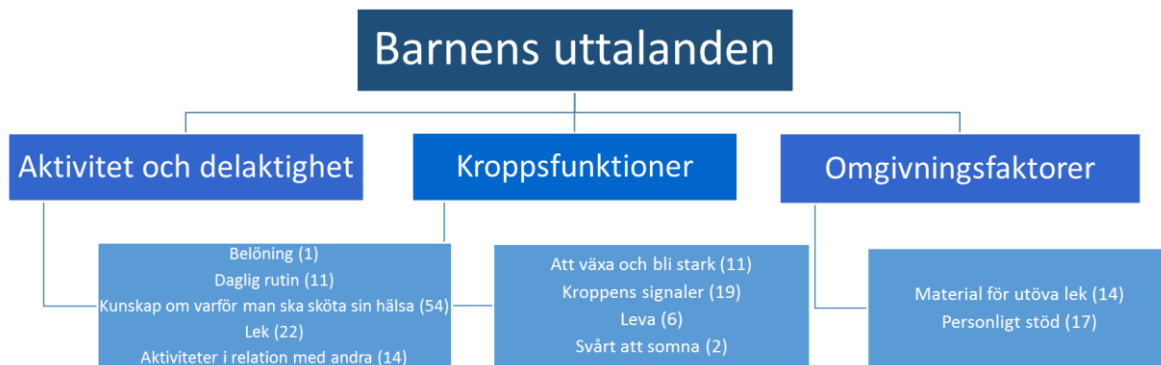 Barnens uttalanden
Aktivitet och delaktighet
Belöning (1)
Daglig rutin (11)
Kunskap om varför man ska sköta sin hälsa (54)
Lek (22)
Aktiviteter i relation med andra (14)
Kroppsfunktioner
Att växa och bli stark (11)
Kroppens signaler (19)
Leva (6)
Svårt att somna (2)
Omgivningsfaktorer
Material för utöva lek (14)
Personligt stöd (17)